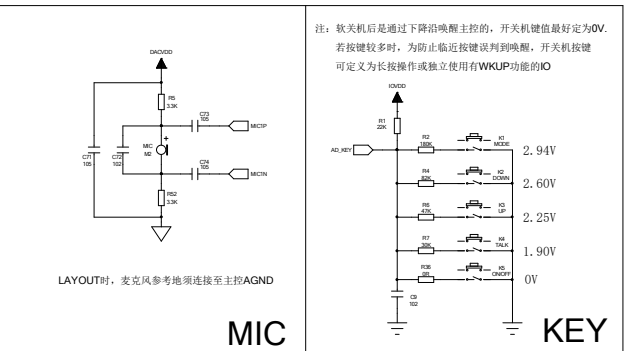 DACVDD
R5
3.3K
C73
105
MIC1P
MIC
M2
+
C71
105
C72
102
C74
105
MIC1N
R52
3.3K
LAYOUT时，麦克风参考地须连接至主控AGND
MIC
注：软关机后是通过下降沿唤醒主控的，开关机键值最好定为0V.
若按键较多时，为防止临近按键误判到唤醒，开关机按键
可定义为长按操作或独立使用有WKUP功能的IO
IOVDD
R1
22K
AD_KEY
R2
180K
K1
MODE
2.94V
R4
82K
K2
DOWN
2.60V
R6
47K
K3
UP
2.25V
R7
30K
K4
TALK
1.90V
R36
0R
K5
ON/OFF
0V
C9
102
KEY